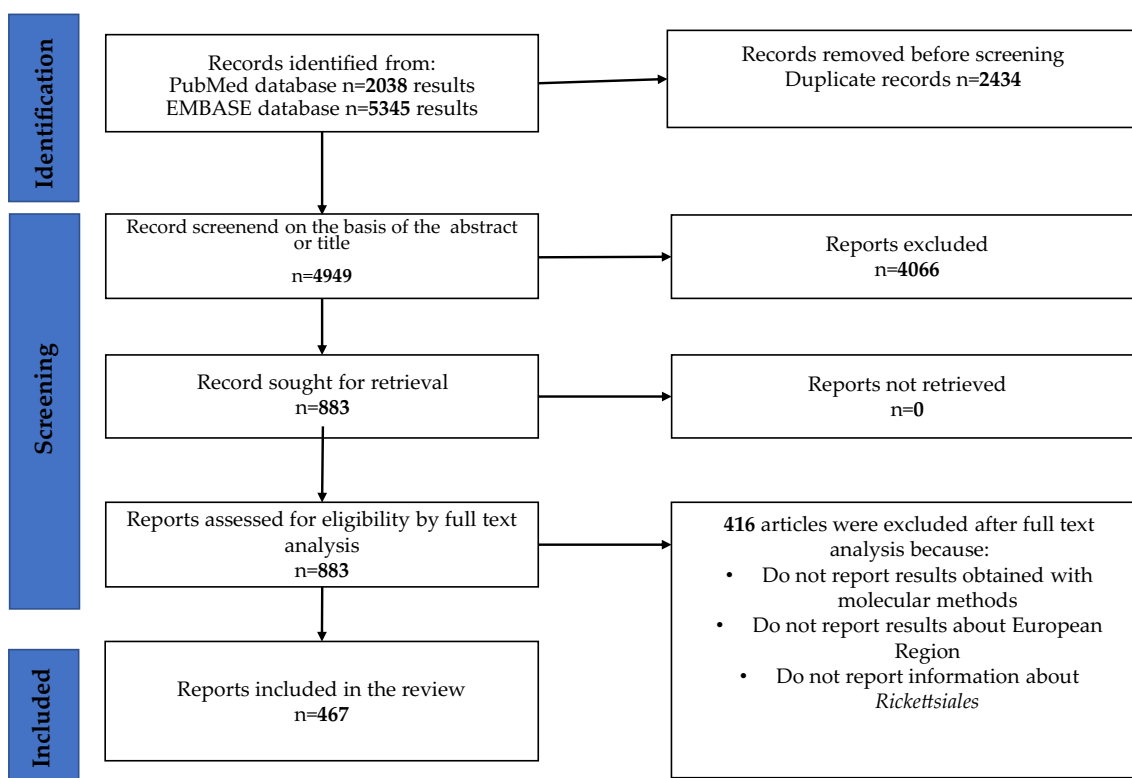 Identification
Records identified from:
PubMed database n=2038 results
EMBASE database n=5345 results
Records removed before screening
Duplicate records n=2434
Screening
Record screenend on the basis of the abstract
or title
n=4949
Reports excluded
n=4066
Record sought for retrieval
n=883
Reports not retrieved
n=0
Reports assessed for eligibility by full text
analysis
n=883
416 articles were excluded after full text
analysis because:
• Do not report results obtained with
molecular methods
• Do not report results about European
Region
• Do not report information about
Rickettsiales
Included
Reports included in the review
n=467